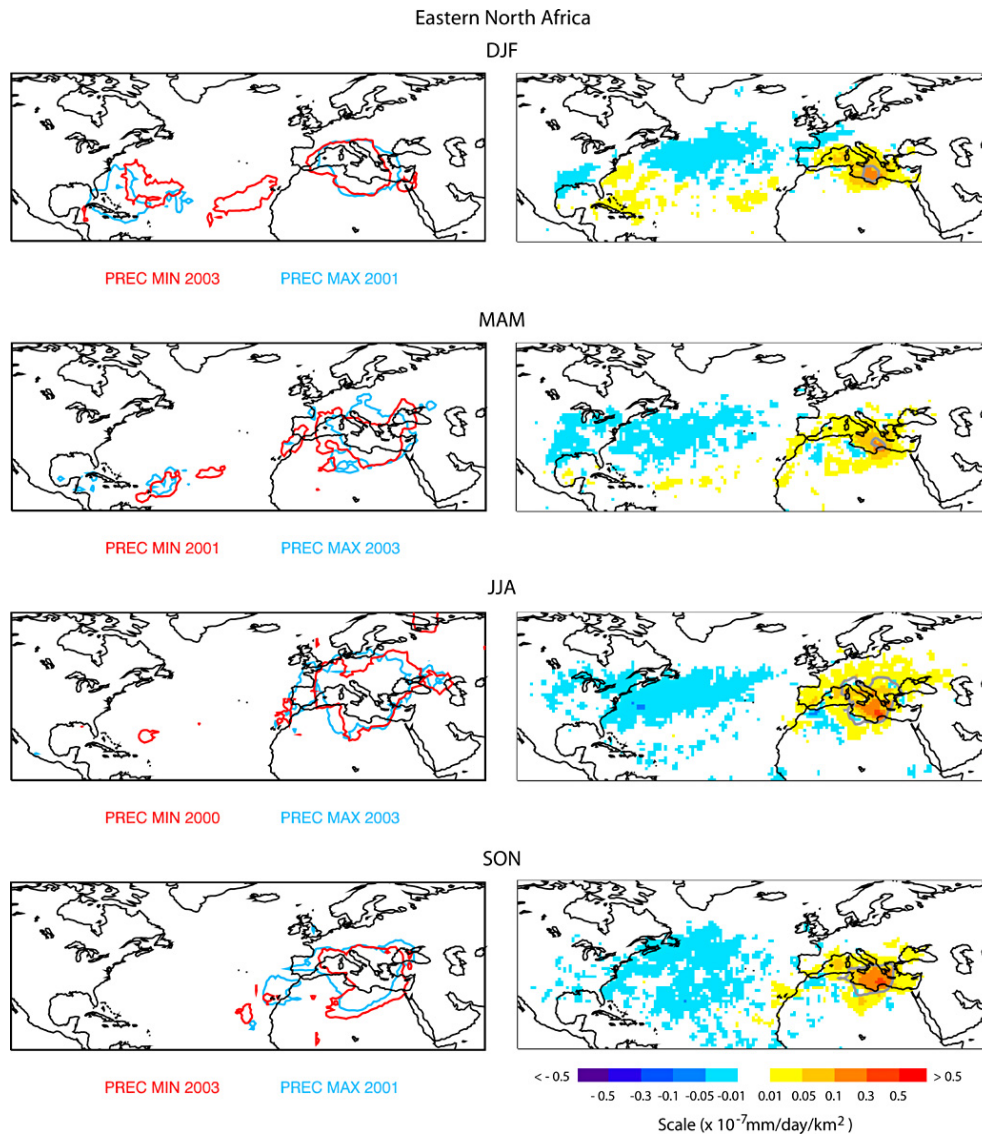 Eastern North Africa
DJF
PREC MIN 2003 PREC MAX 2001
MAM
PREC MIN 2001 PREC MAX 2003
JJA
PREC MIN 2000 PREC MAX 2003
SON
PREC MIN 2003 PREC MAX 2001
< - 0.5 > 0.5
- 0.5 -0.3 -0.1 -0.05 -0.01 0.01 0.05 0.1 0.3 0.5
Scale (x 10⁻⁷mm/day/km²)